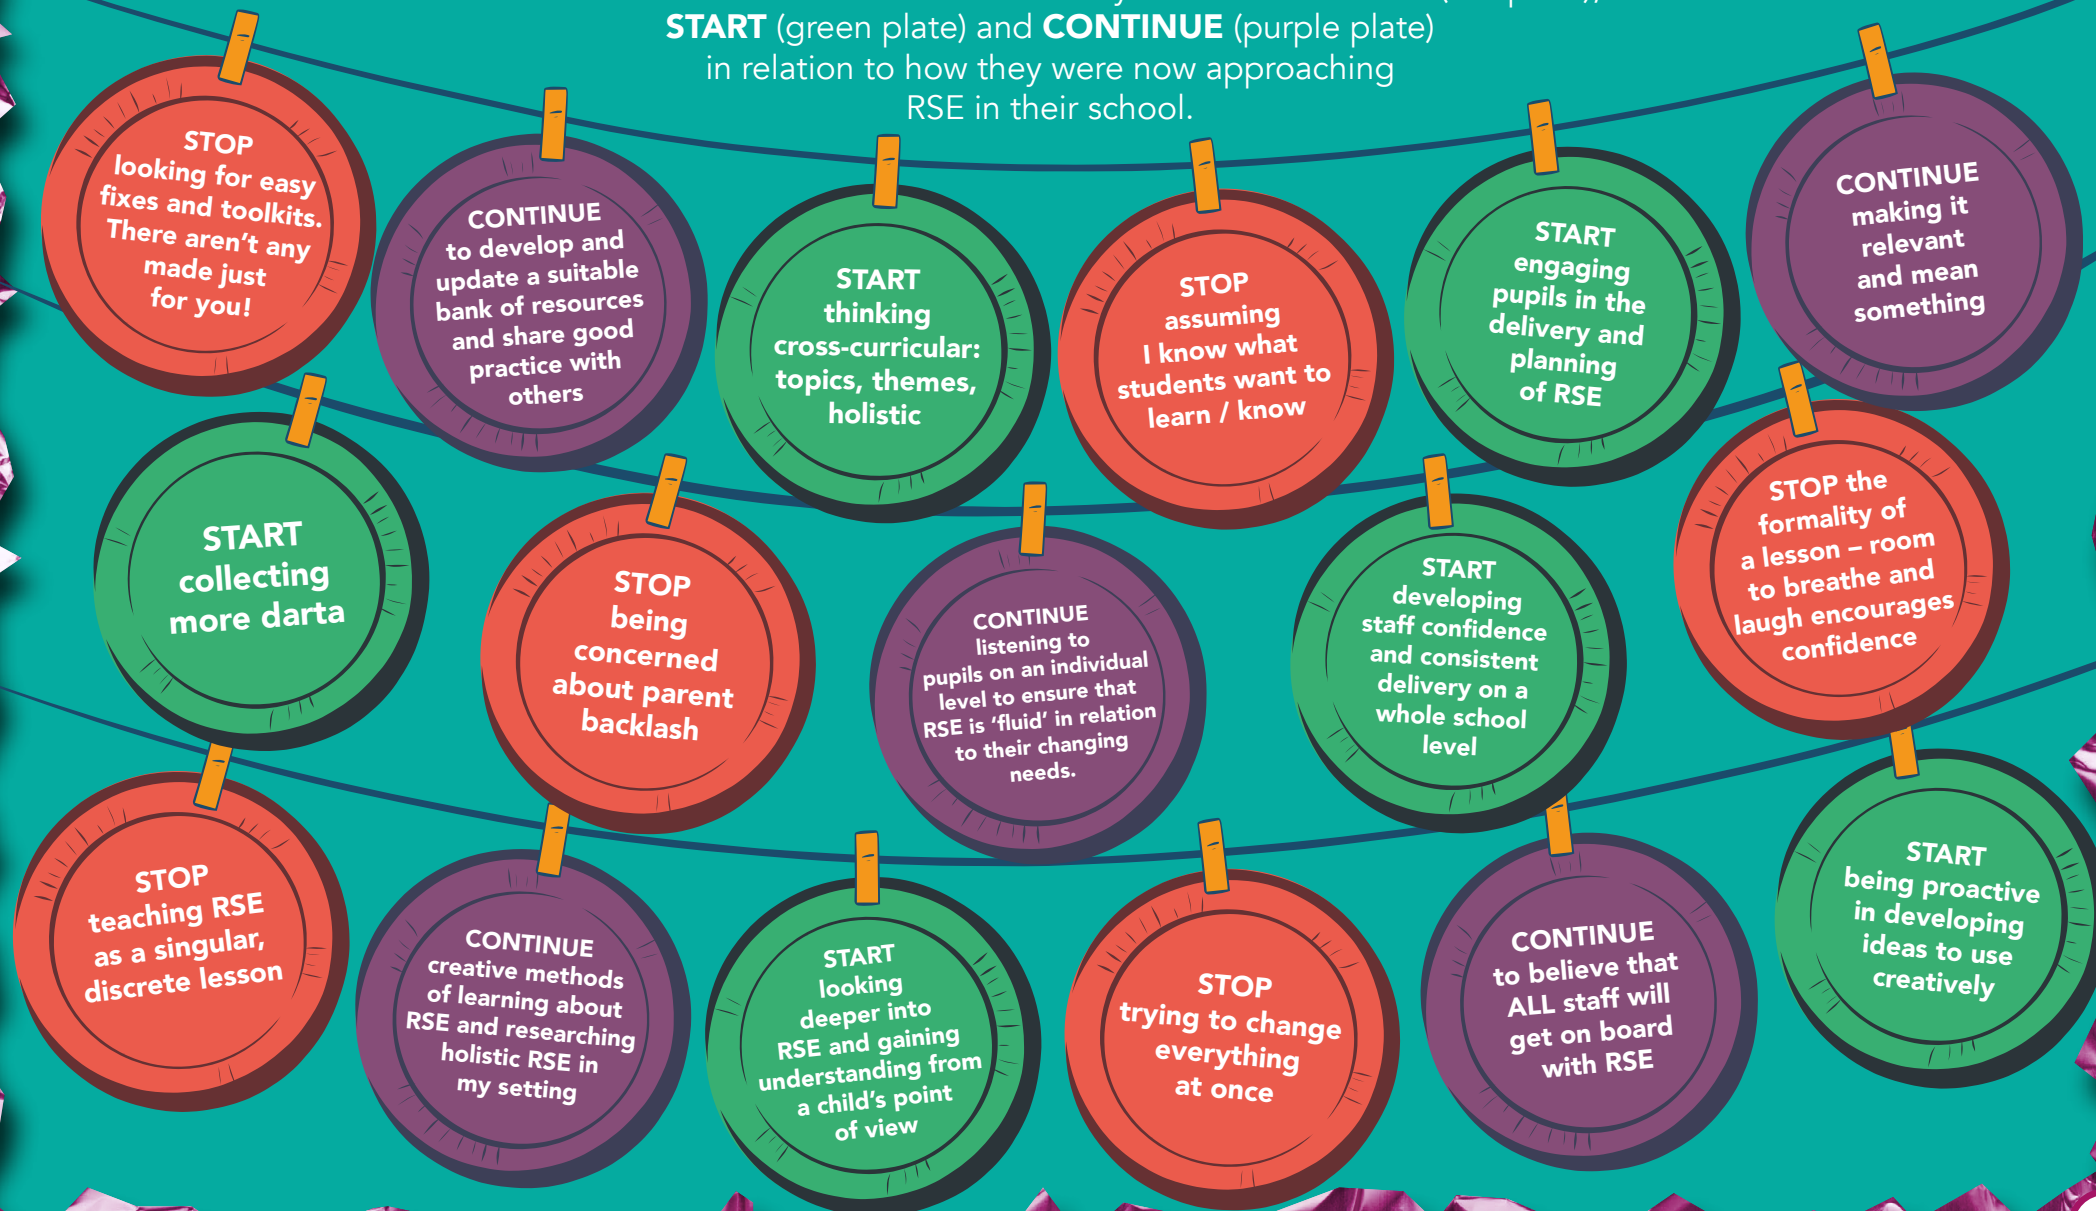 START (green plate) and CONTINUE (purple plate)
in relation to how they were now approaching
RSE in their school.
STOP
looking for easy
fixes and toolkits.
There aren't any
made just
for you!
CONTINUE
to develop and
update a suitable
bank of resources
and share good
practice with
others
START
thinking
cross-curricular:
topics, themes,
holistic
STOP
assuming
I know what
students want to
learn / know
START
engaging
pupils in the
delivery and
planning
of RSE
CONTINUE
making it
relevant
and mean
something
START
collecting
more darta
STOP
being
concerned
about parent
backlash
CONTINUE
listening to
pupils on an individual
level to ensure that
RSE is ‘fluid’ in relation
to their changing
needs.
START
developing
staff confidence
and consistent
delivery on a
whole school
level
STOP the
formality of
a lesson – room
to breathe and
laugh encourages
confidence
STOP
teaching RSE
as a singular,
discrete lesson
CONTINUE
creative methods
of learning about
RSE and researching
holistic RSE in
my setting
START
looking
deeper into
RSE and gaining
understanding from
a child's point
of view
STOP
trying to change
everything
at once
CONTINUE
to believe that
ALL staff will
get on board
with RSE
START
being proactive
in developing
ideas to use
creatively